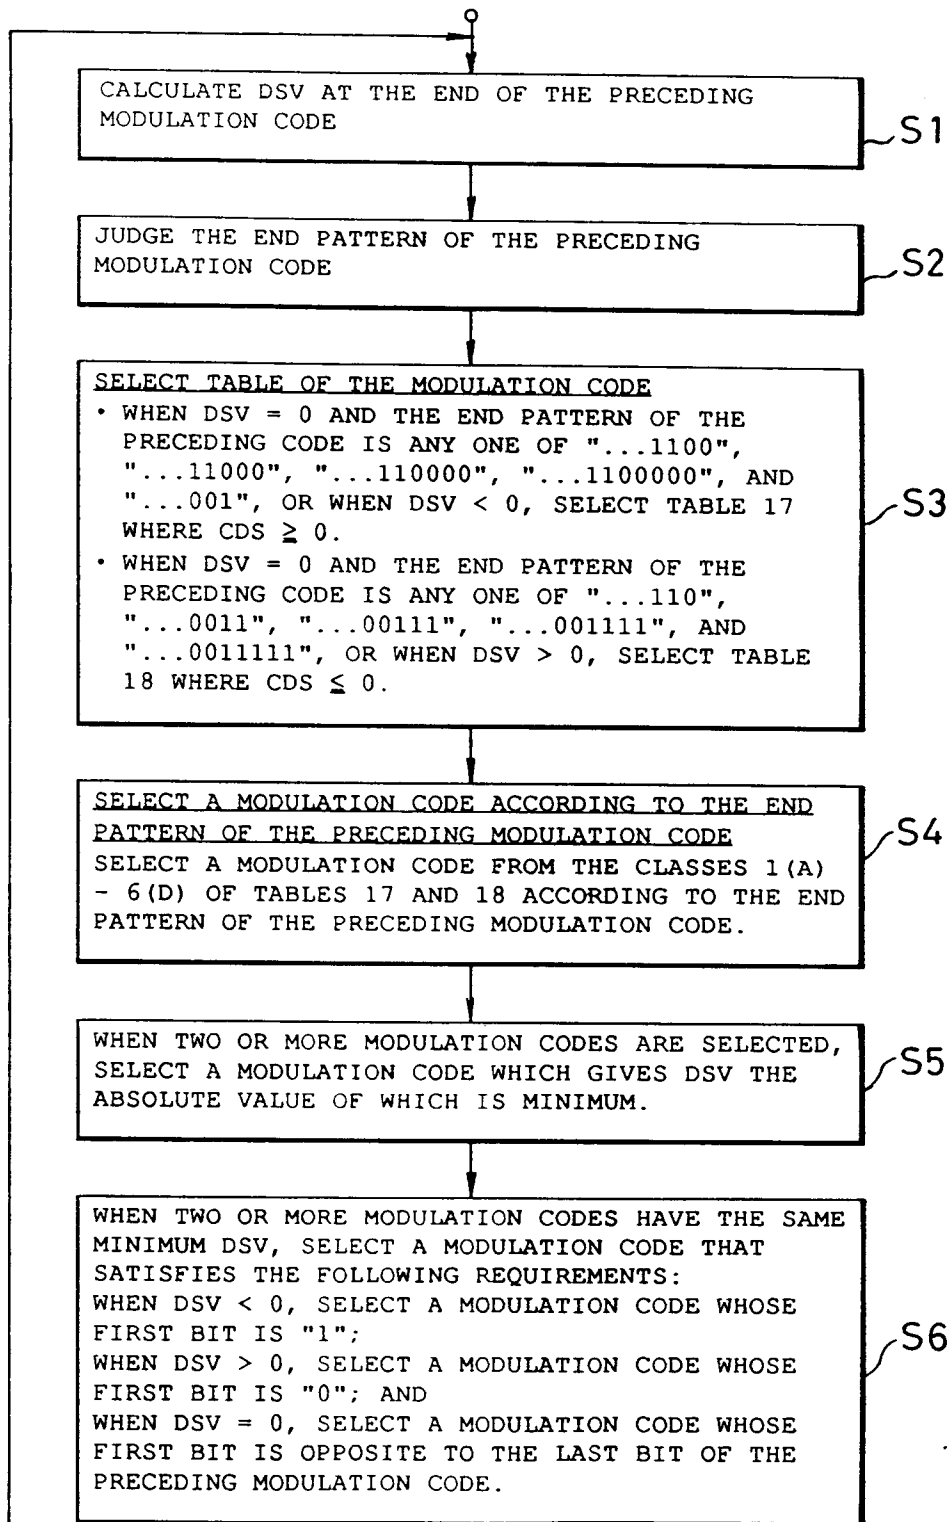 CALCULATE DSV AT THE END OF THE PRECEDING
MODULATION CODE
S1
JUDGE THE END PATTERN OF THE PRECEDING
MODULATION CODE
S2
SELECT TABLE OF THE MODULATION CODE
• WHEN DSV = 0 AND THE END PATTERN OF THE
PRECEDING CODE IS ANY ONE OF "...1100",
"...11000", "...110000", "...1100000", AND
"...001", OR WHEN DSV < 0, SELECT TABLE 17
WHERE CDS ≧ 0.
• WHEN DSV = 0 AND THE END PATTERN OF THE
PRECEDING CODE IS ANY ONE OF "...110",
"...0011", "...00111", "...001111", AND
"...0011111", OR WHEN DSV > 0, SELECT TABLE
18 WHERE CDS ≦ 0.
S3
SELECT A MODULATION CODE ACCORDING TO THE END
PATTERN OF THE PRECEDING MODULATION CODE
SELECT A MODULATION CODE FROM THE CLASSES 1(A)
- 6(D) OF TABLES 17 AND 18 ACCORDING TO THE END
PATTERN OF THE PRECEDING MODULATION CODE.
S4
WHEN TWO OR MORE MODULATION CODES ARE SELECTED,
SELECT A MODULATION CODE WHICH GIVES DSV THE
ABSOLUTE VALUE OF WHICH IS MINIMUM.
S5
WHEN TWO OR MORE MODULATION CODES HAVE THE SAME
MINIMUM DSV, SELECT A MODULATION CODE THAT
SATISFIES THE FOLLOWING REQUIREMENTS:
WHEN DSV < 0, SELECT A MODULATION CODE WHOSE
FIRST BIT IS "1";
WHEN DSV > 0, SELECT A MODULATION CODE WHOSE
FIRST BIT IS "0"; AND
WHEN DSV = 0, SELECT A MODULATION CODE WHOSE
FIRST BIT IS OPPOSITE TO THE LAST BIT OF THE
PRECEDING MODULATION CODE.
S6